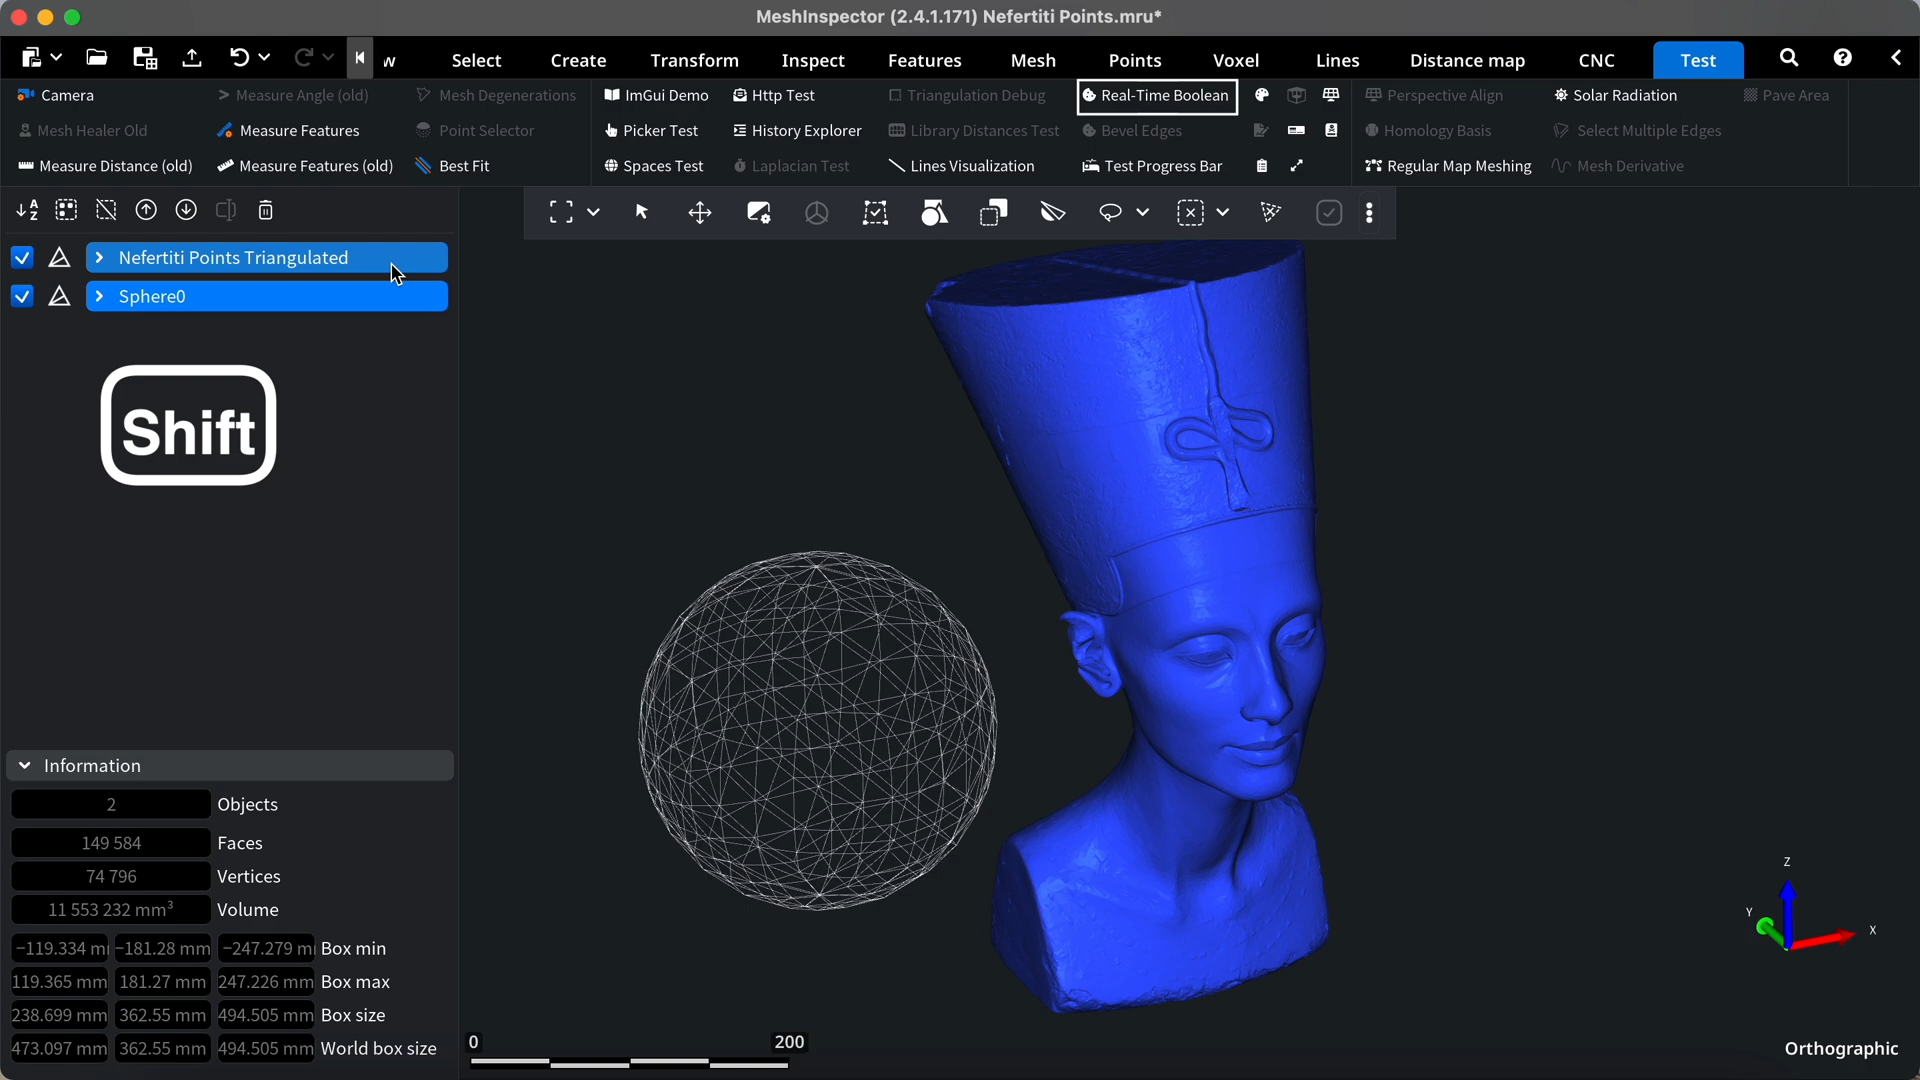 MeshInspector (2.4.1.171) Nefertiti Points.mru*
w Select Create Transform Inspect Features Mesh Points Voxel Lines Distance map CNC Test
Camera > Measure Angle (old) Mesh Degenerations ImGui Demo Http Test Triangulation Debug Real-Time Boolean Perspective Align Solar Radiation Pave Area
Mesh Healer Old Measure Features Point Selector Picker Test History Explorer Library Distances Test Bevel Edges Homology Basis Select Multiple Edges
Measure Distance (old) Measure Features (old) Best Fit Spaces Test Laplacian Test Lines Visualization Test Progress Bar Regular Map Meshing Mesh Derivative
A
Z
Nefertiti Points Triangulated
Sphere0
Shift
Information
2 Objects
149 584 Faces
74 796 Vertices
11 553 232 mm³ Volume
−119.334 m −181.28 mm −247.279 m Box min
119.365 mm 181.27 mm 247.226 mm Box max
238.699 mm 362.55 mm 494.505 mm Box size
473.097 mm 362.55 mm 494.505 mm World box size
0 200
Z
Y
X
Orthographic